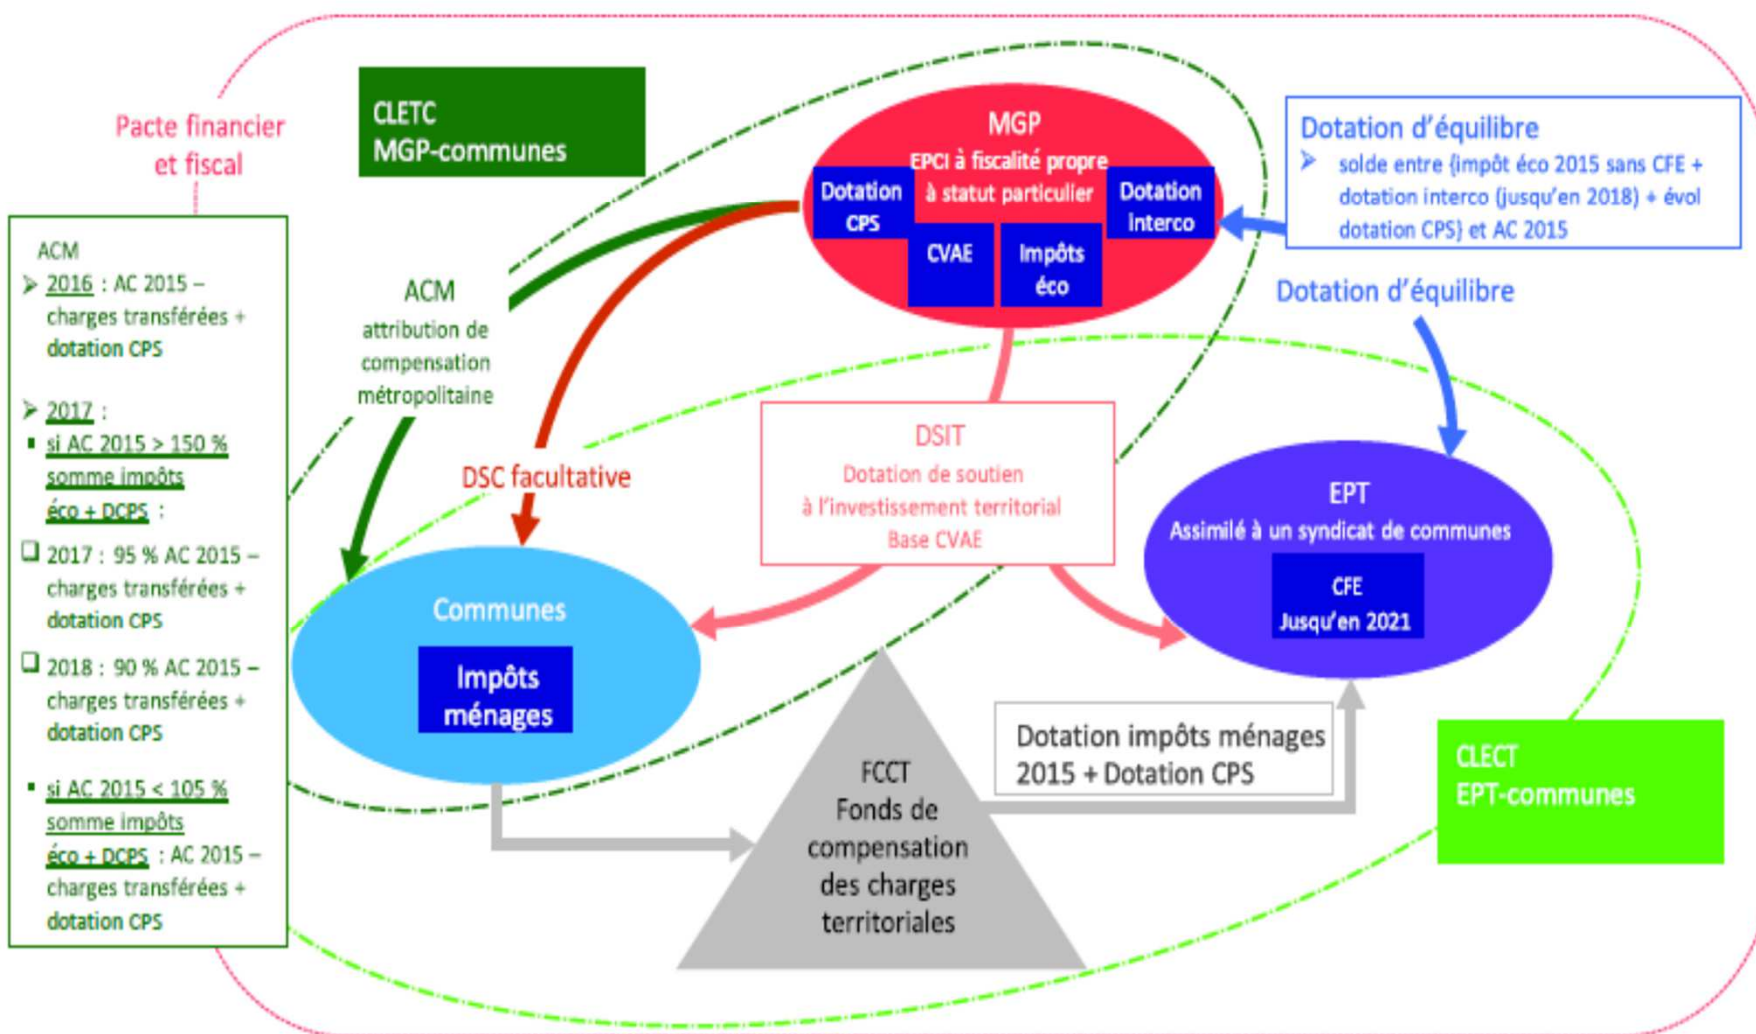 Pacte financier
et fiscal
CLETC
MGP-communes
MGP
EPCI à fiscalité propre
à statut particulier
Dotation
CPS
CVAE
Impôts
éco
Dotation
interco
Dotation d'équilibre
➤ solde entre {impôt éco 2015 sans CFE +
dotation interco (jusqu'en 2018) + évol
dotation CPS} et AC 2015
Dotation d'équilibre
ACM
➤ 2016 : AC 2015 –
charges transférées +
dotation CPS
➤ 2017 :
▪ si AC 2015 > 150 %
somme impôts
éco + DCPS :
❑ 2017 : 95 % AC 2015 –
charges transférées +
dotation CPS
❑ 2018 : 90 % AC 2015 –
charges transférées +
dotation CPS
▪ si AC 2015 < 105 %
somme impôts
éco + DCPS : AC 2015 –
charges transférées +
dotation CPS
ACM
attribution de
compensation
métropolitaine
DSC facultative
DSIT
Dotation de soutien
à l'investissement territorial
Base CVAE
EPT
Assimilé à un syndicat de communes
CFE
Jusqu'en 2021
Communes
Impôts
ménages
FCCT
Fonds de
compensation
des charges
territoriales
Dotation impôts ménages
2015 + Dotation CPS
CLECT
EPT-communes